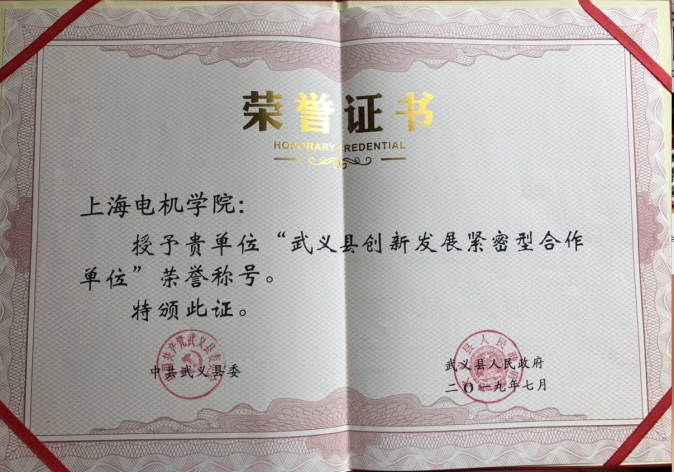 荣誉证书
HONORARY CREDENTIAL
上海电机学院：
授予贵单位“武义县创新发展紧密型合作
单位”荣誉称号。
特颁此证。
中共武义县委
武义县人民政府
二〇一九年七月